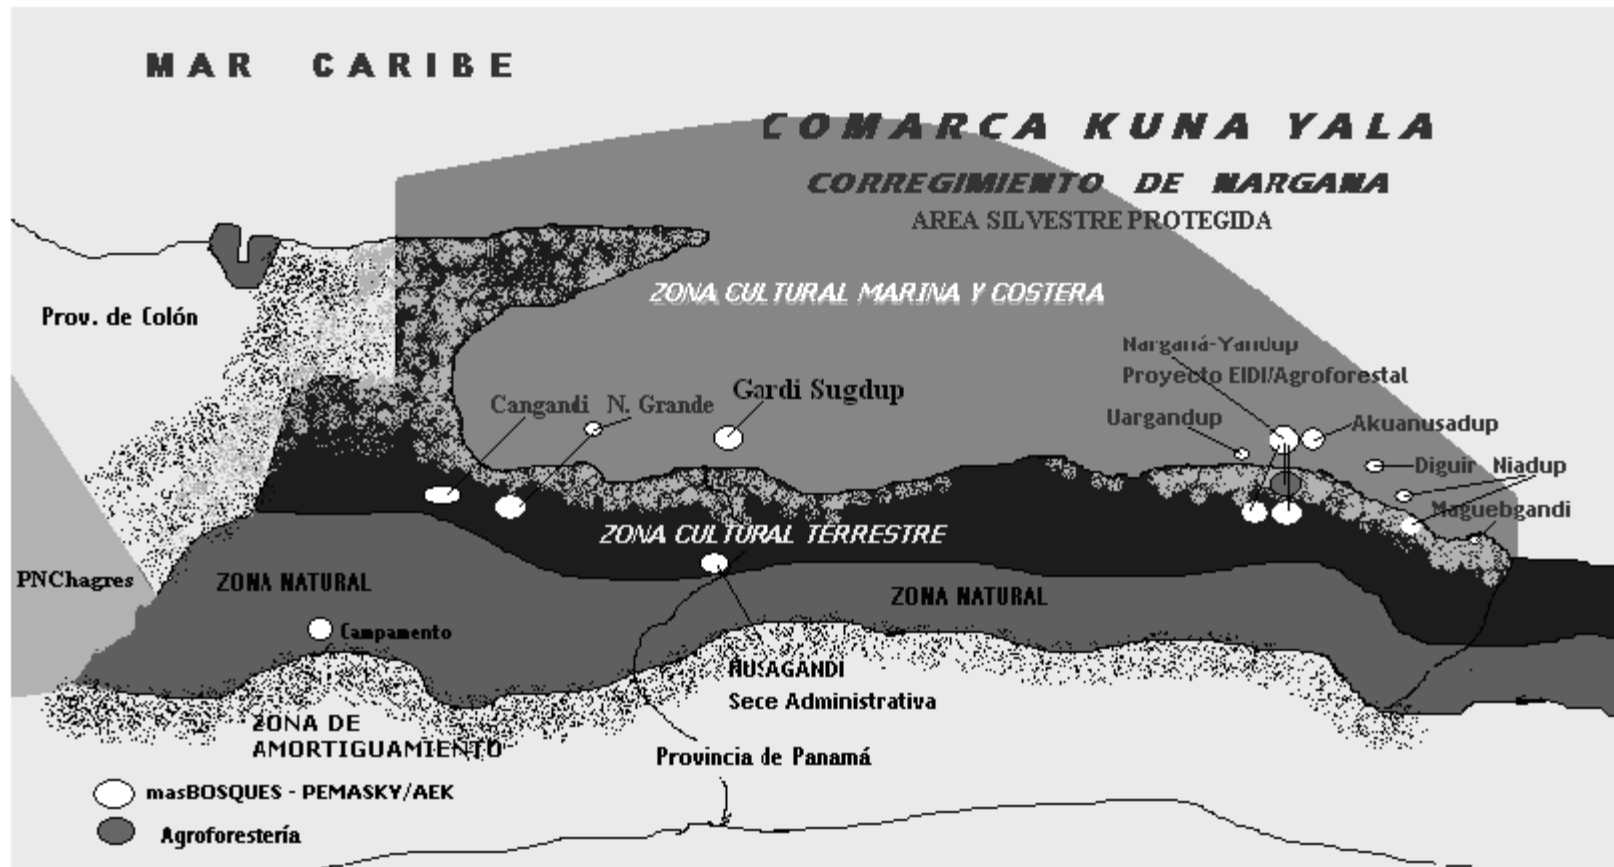 MAR CARIBE
COMARCA KUNA YALA
CORREGIMIENTO DE NARGANA
AREA SILVESTRE PROTEGIDA
ZONA CULTURAL MARINA Y COSTERA
Prov. de Colón
Narganá-Yandup
Proyecto EIDI/Agroforestal
Cangandi N. Grande
Gardi Sugdup
Uargandup
Akuanusadup
Diguir Niadup
Maguebgandi
ZONA CULTURAL TERRESTRE
PNChagres
ZONA NATURAL
ZONA NATURAL
Campamento
NUSAGANDI
Sece Administrativa
ZONA DE
AMORTIGUAMIENTO
Provincia de Panamá
masBOSQUES - PEMASKY/AEK
Agroforestería